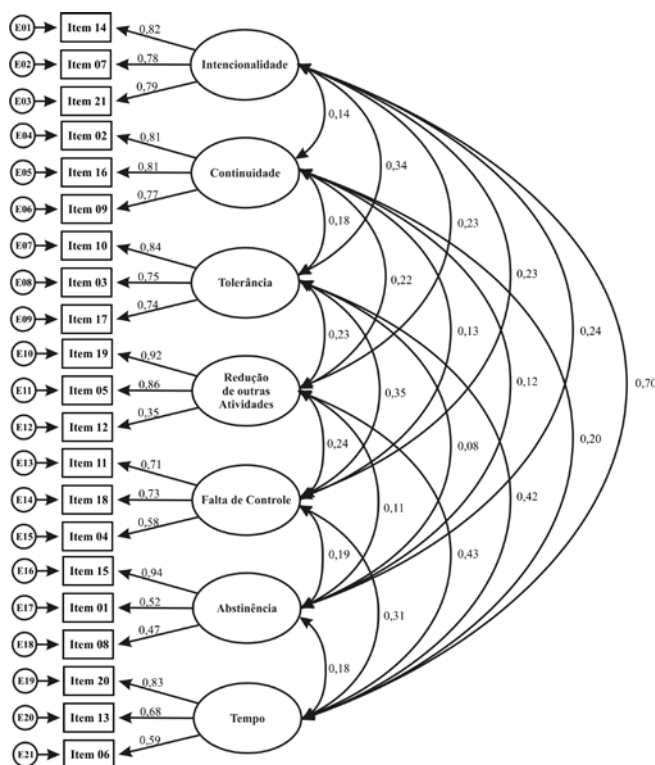 E01 Item 14 0,82
E02 Item 07 0,78 Intencionalidade
E03 Item 21 0,79
0,14
E04 Item 02 0,81
0,34
E05 Item 16 0,81 Continuidade
E06 Item 09 0,77
0,18 0,23
E07 Item 10 0,84
0,23
E08 Item 03 0,75 Tolerância 0,22
E09 Item 17 0,74
0,23 0,13 0,24
E10 Item 19 0,92
E11 Item 05 0,86 Redução
de outras
Atividades
0,35 0,12 0,70
E12 Item 12 0,35
0,24 0,08 0,20
E13 Item 11 0,71
E14 Item 18 0,73 Falta de Controle 0,11 0,42
E15 Item 04 0,58
0,19 0,43
E16 Item 15 0,94
E17 Item 01 0,52 Abstinência 0,31
E18 Item 08 0,47
0,18
E19 Item 20 0,83
E20 Item 13 0,68 Tempo
E21 Item 06 0,59